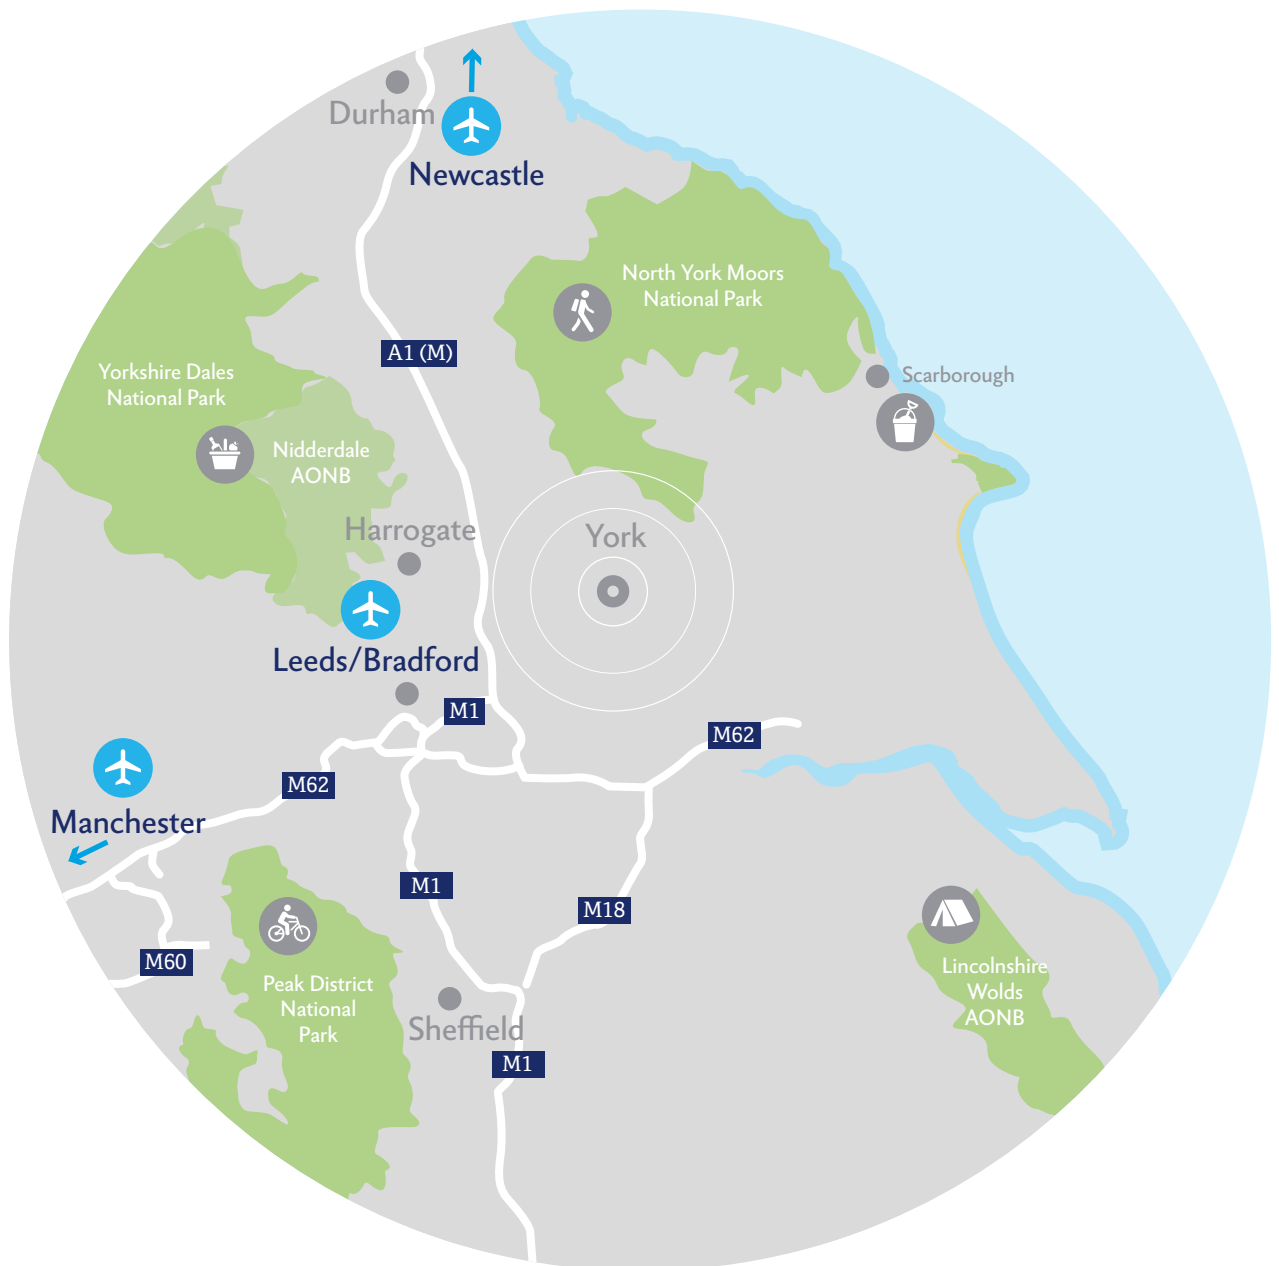 Durham
Newcastle
North York Moors
National Park
A1 (M)
Yorkshire Dales
National Park
Scarborough
Nidderdale
AONB
Harrogate
York
Leeds/Bradford
M1
M62
M62
Manchester
M1
M18
M60
Peak District
National
Park
Lincolnshire
Wolds
AONB
Sheffield
M1